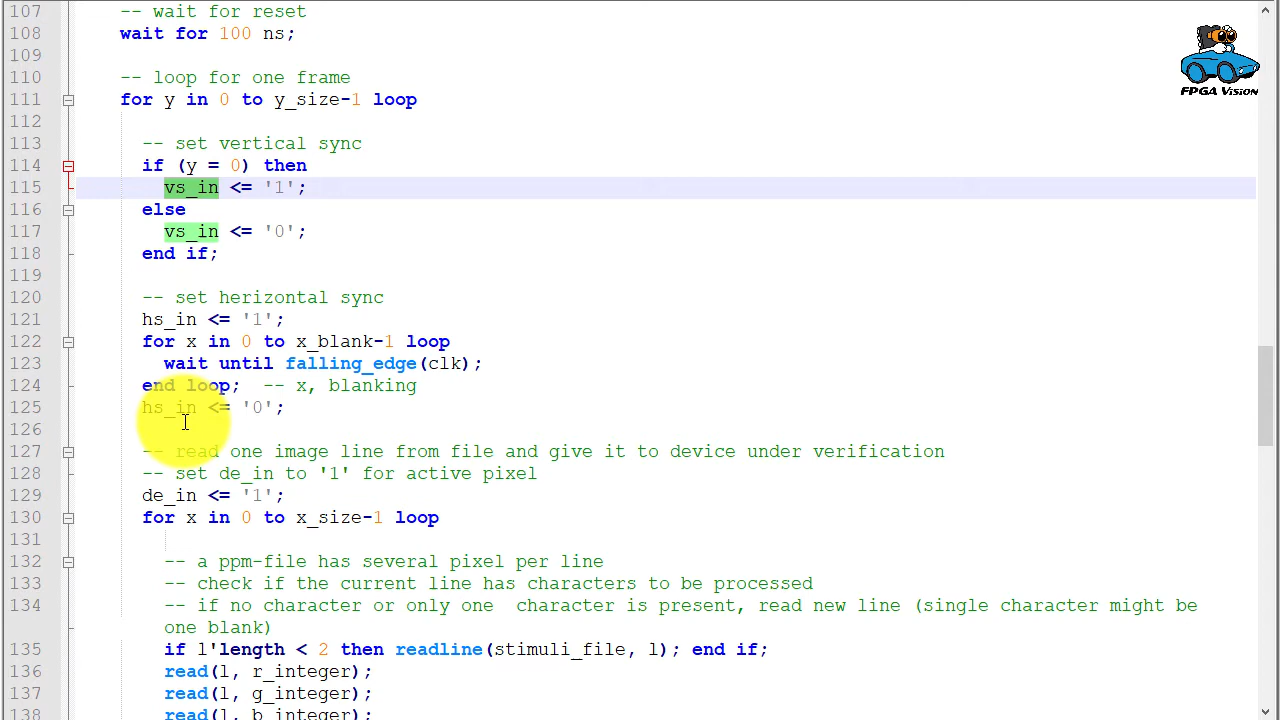 107 -- wait for reset
108 wait for 100 ns;
109
110 -- loop for one frame
111 for y in 0 to y_size-1 loop
112
113 -- set vertical sync
114 if (y = 0) then
115 vs_in <= '1';
116 else
117 vs_in <= '0';
118 end if;
119
120 -- set herizontal sync
121 hs_in <= '1';
122 for x in 0 to x_blank-1 loop
123 wait until falling_edge(clk);
124 end loop; -- x, blanking
125 hs_in <= '0';
126
127 -- read one image line from file and give it to device under verification
128 -- set de_in to '1' for active pixel
129 de_in <= '1';
130 for x in 0 to x_size-1 loop
131
132 -- a ppm-file has several pixel per line
133 -- check if the current line has characters to be processed
134 -- if no character or only one  character is present, read new line (single character might be
one blank)
135 if l'length < 2 then readline(stimuli_file, l); end if;
136 read(l, r_integer);
137 read(l, g_integer);
138 read(l, b_integer);
FPGA Vision